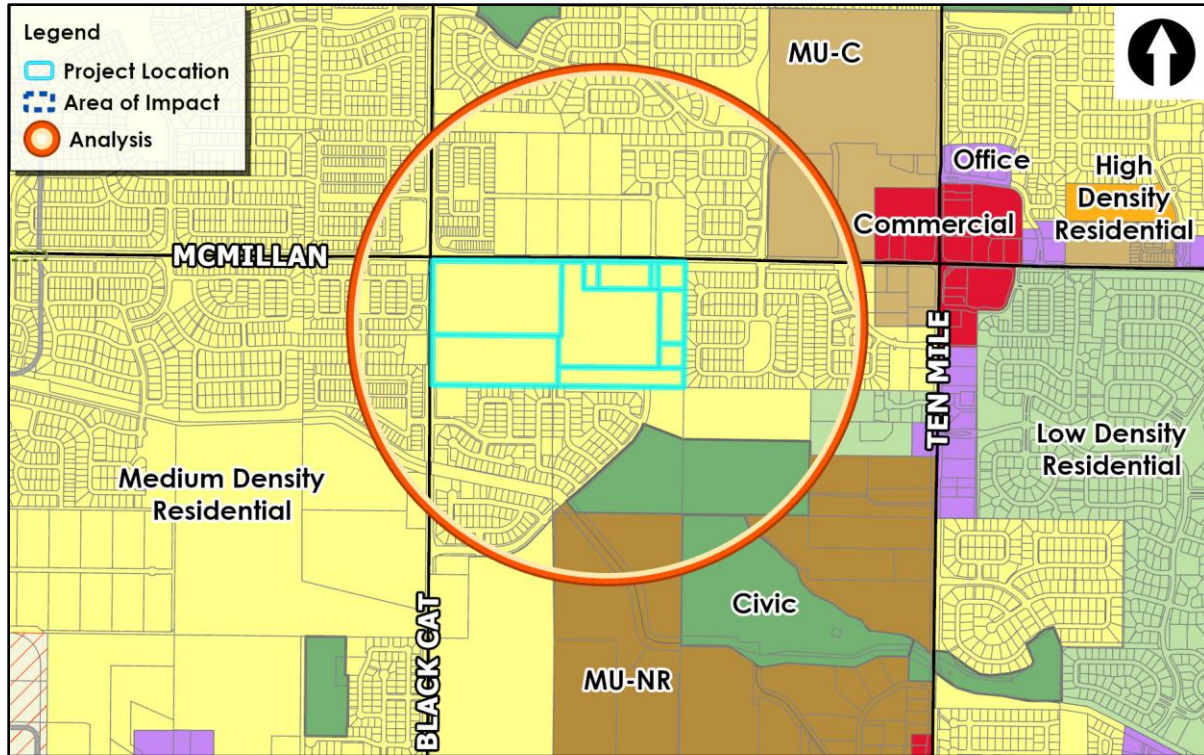 Legend
Project Location
Area of Impact
Analysis
MU-C
Office
High
Density
Residential
Commercial
MCMILLAN
TEN MILE
Low Density
Residential
Medium Density
Residential
Civic
BLACK CAT
MU-NR